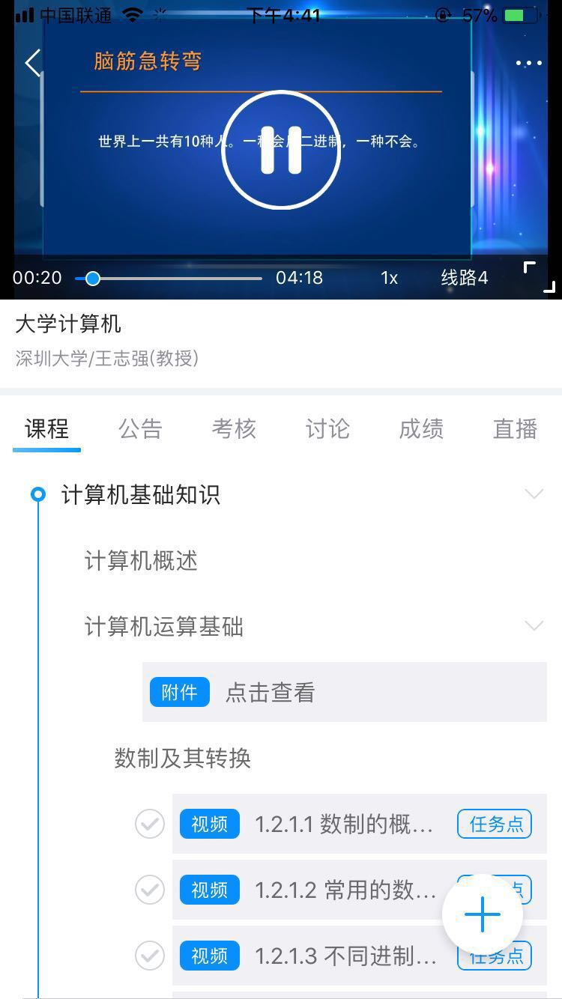 中国联通 下午4:41 57%
脑筋急转弯
世界上一共有10种人。一种会用二进制，一种不会。
00:20 04:18 1x 线路4
大学计算机
深圳大学/王志强(教授)
课程 公告 考核 讨论 成绩 直播
计算机基础知识
计算机概述
计算机运算基础
附件 点击查看
数制及其转换
视频 1.2.1.1 数制的概... 任务点
视频 1.2.1.2 常用的数... 点
视频 1.2.1.3 不同进制... 任务点